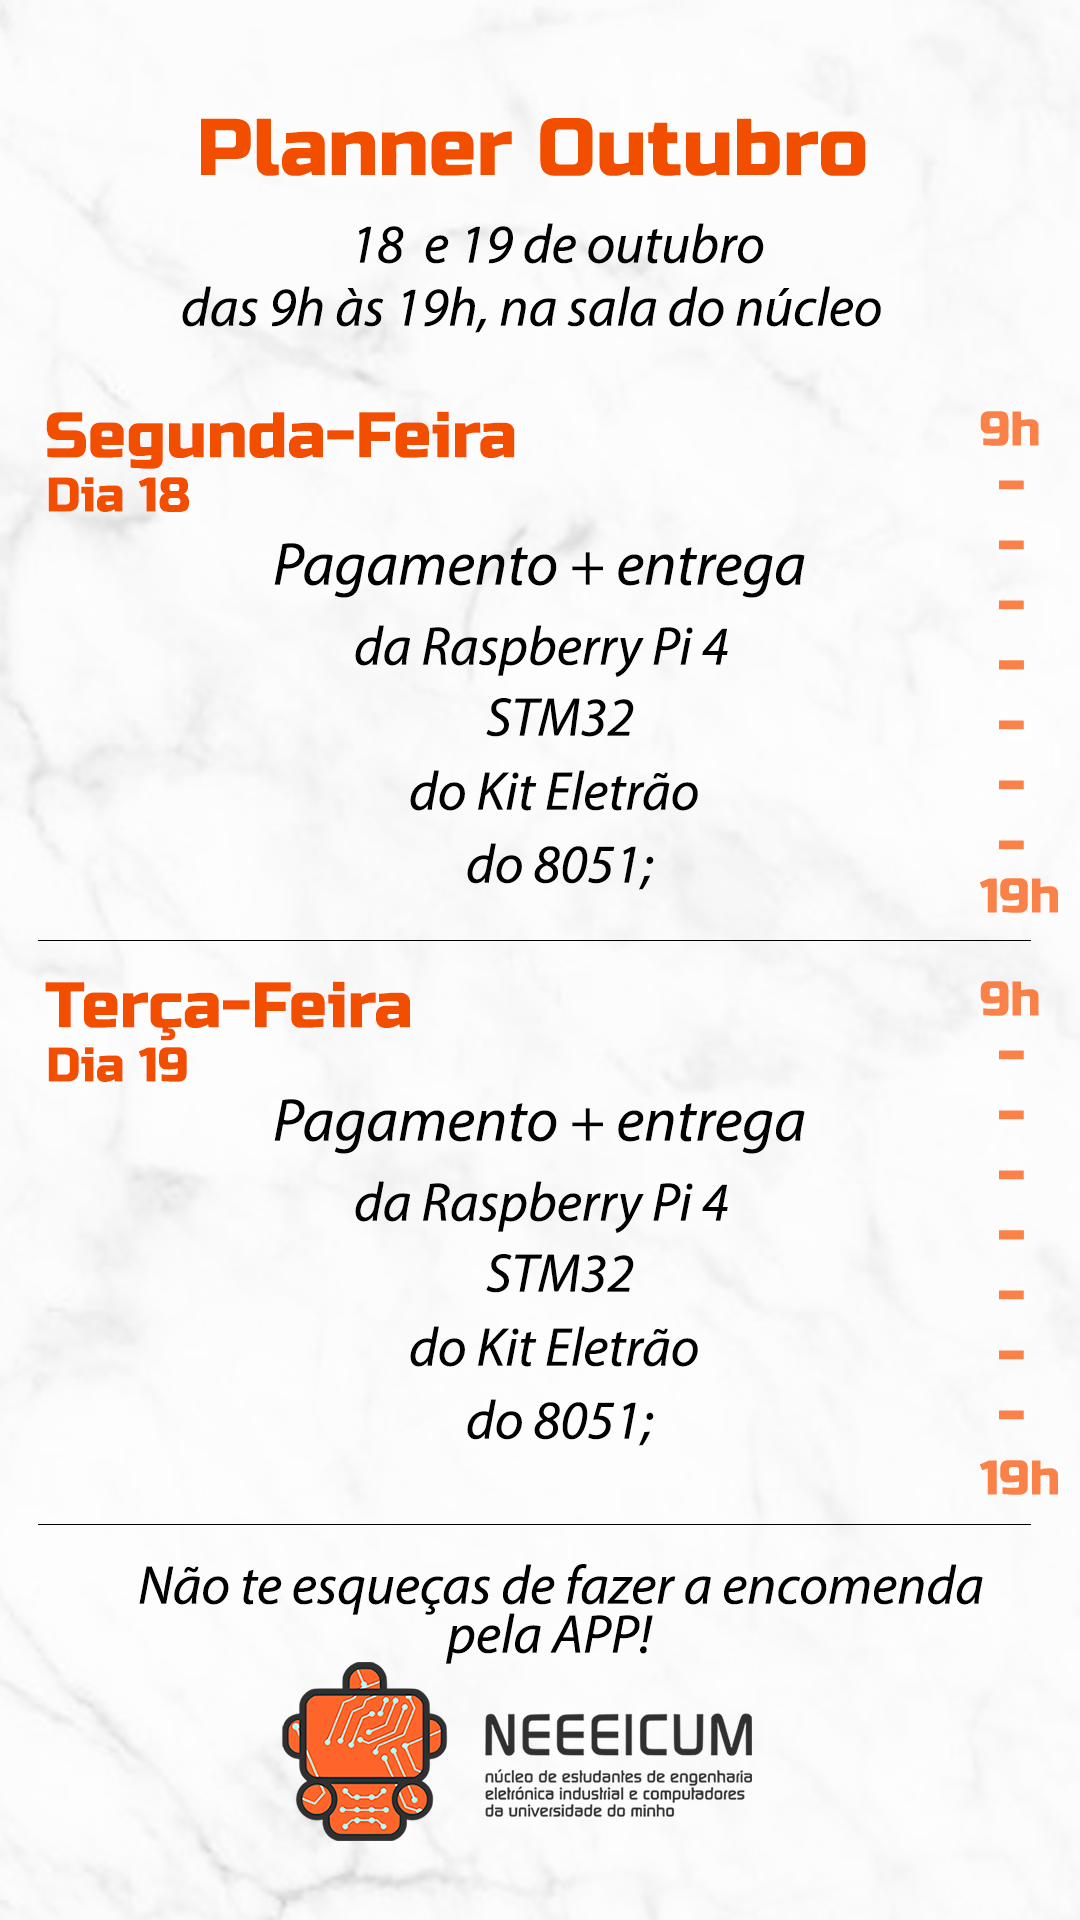 Planner Outubro
18 e 19 de outubro
das 9h às 19h, na sala do núcleo
Segunda-Feira
Dia 18
9h
-
-
-
-
-
-
-
19h
Pagamento + entrega
da Raspberry Pi 4
STM32
do Kit Eletrão
do 8051;
Terça-Feira
Dia 19
9h
-
-
-
-
-
-
-
19h
Pagamento + entrega
da Raspberry Pi 4
STM32
do Kit Eletrão
do 8051;
Não te esqueças de fazer a encomenda
pela APP!
NEEEICUM
núcleo de estudantes de engenharia
eletrónica industrial e computadores
da universidade do minho